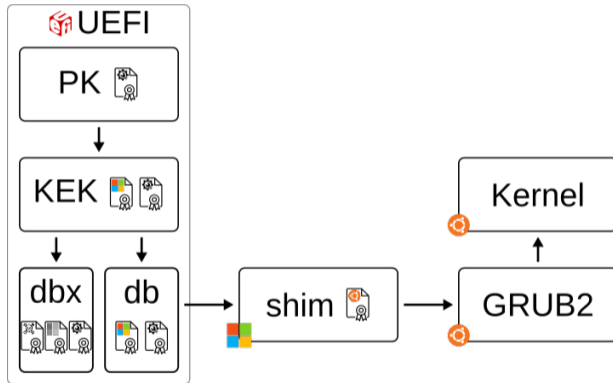 UEFI
PK
KEK
dbx
db
shim
GRUB2
Kernel